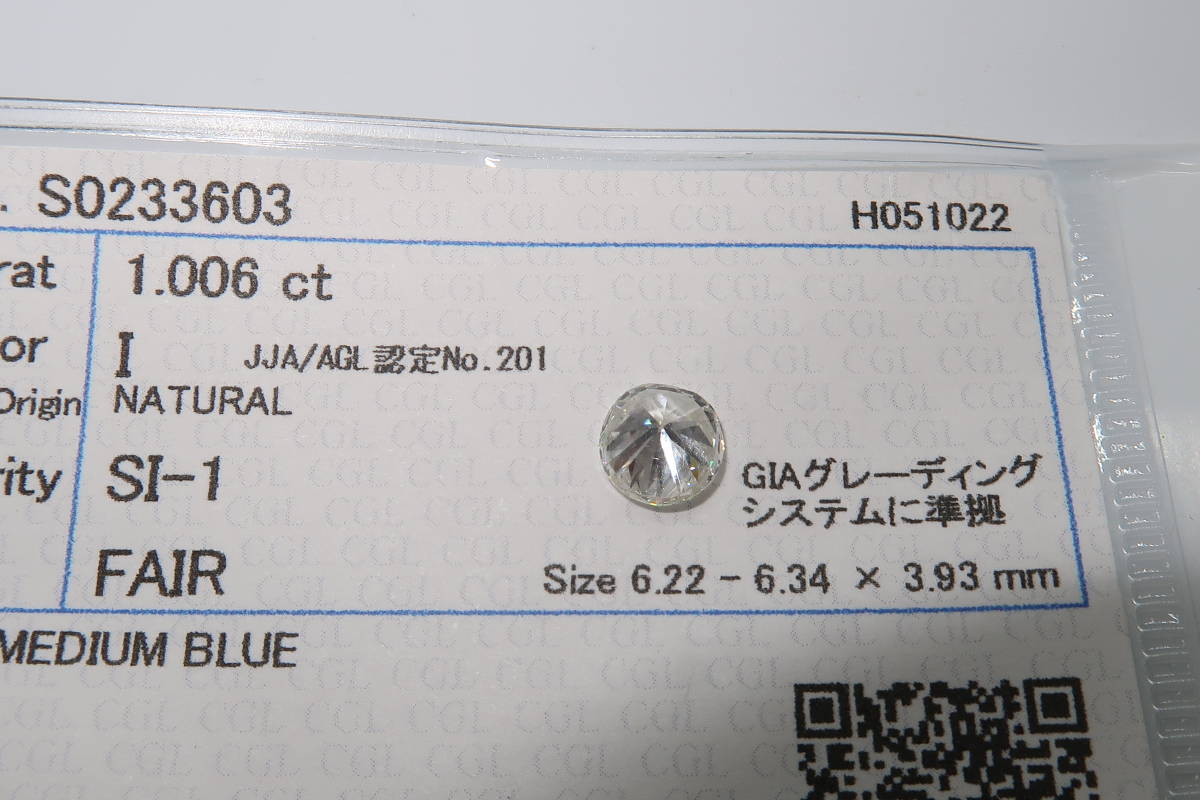 . S0233603 H051022
rat 1.006 ct
or I JJA/AGL認定No.201
Origin NATURAL
rity SI-1
GIAグレーディング
システムに準拠
FAIR Size 6.22 - 6.34 × 3.93 mm
MEDIUM BLUE